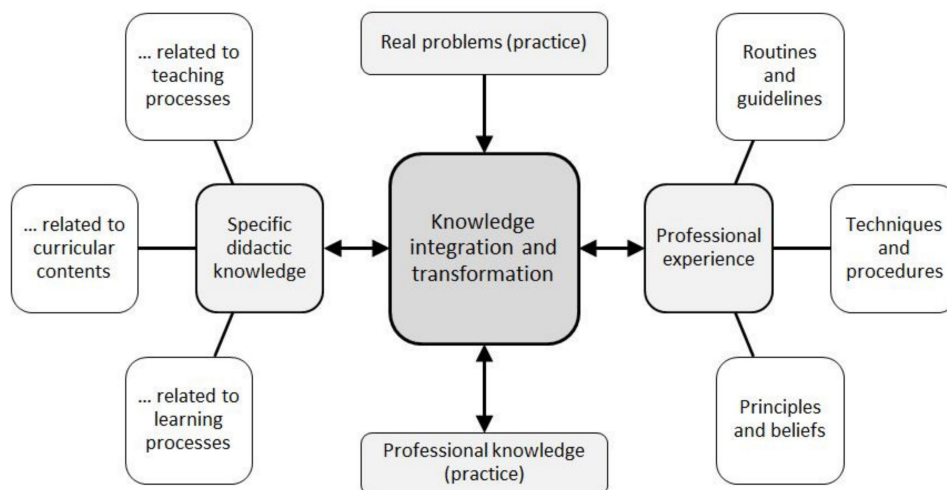 ... related to
teaching
processes
Real problems (practice)
Routines
and
guidelines
... related to
curricular
contents
Specific
didactic
knowledge
Knowledge
integration and
transformation
Professional
experience
Techniques
and
procedures
... related to
learning
processes
Professional knowledge
(practice)
Principles
and beliefs